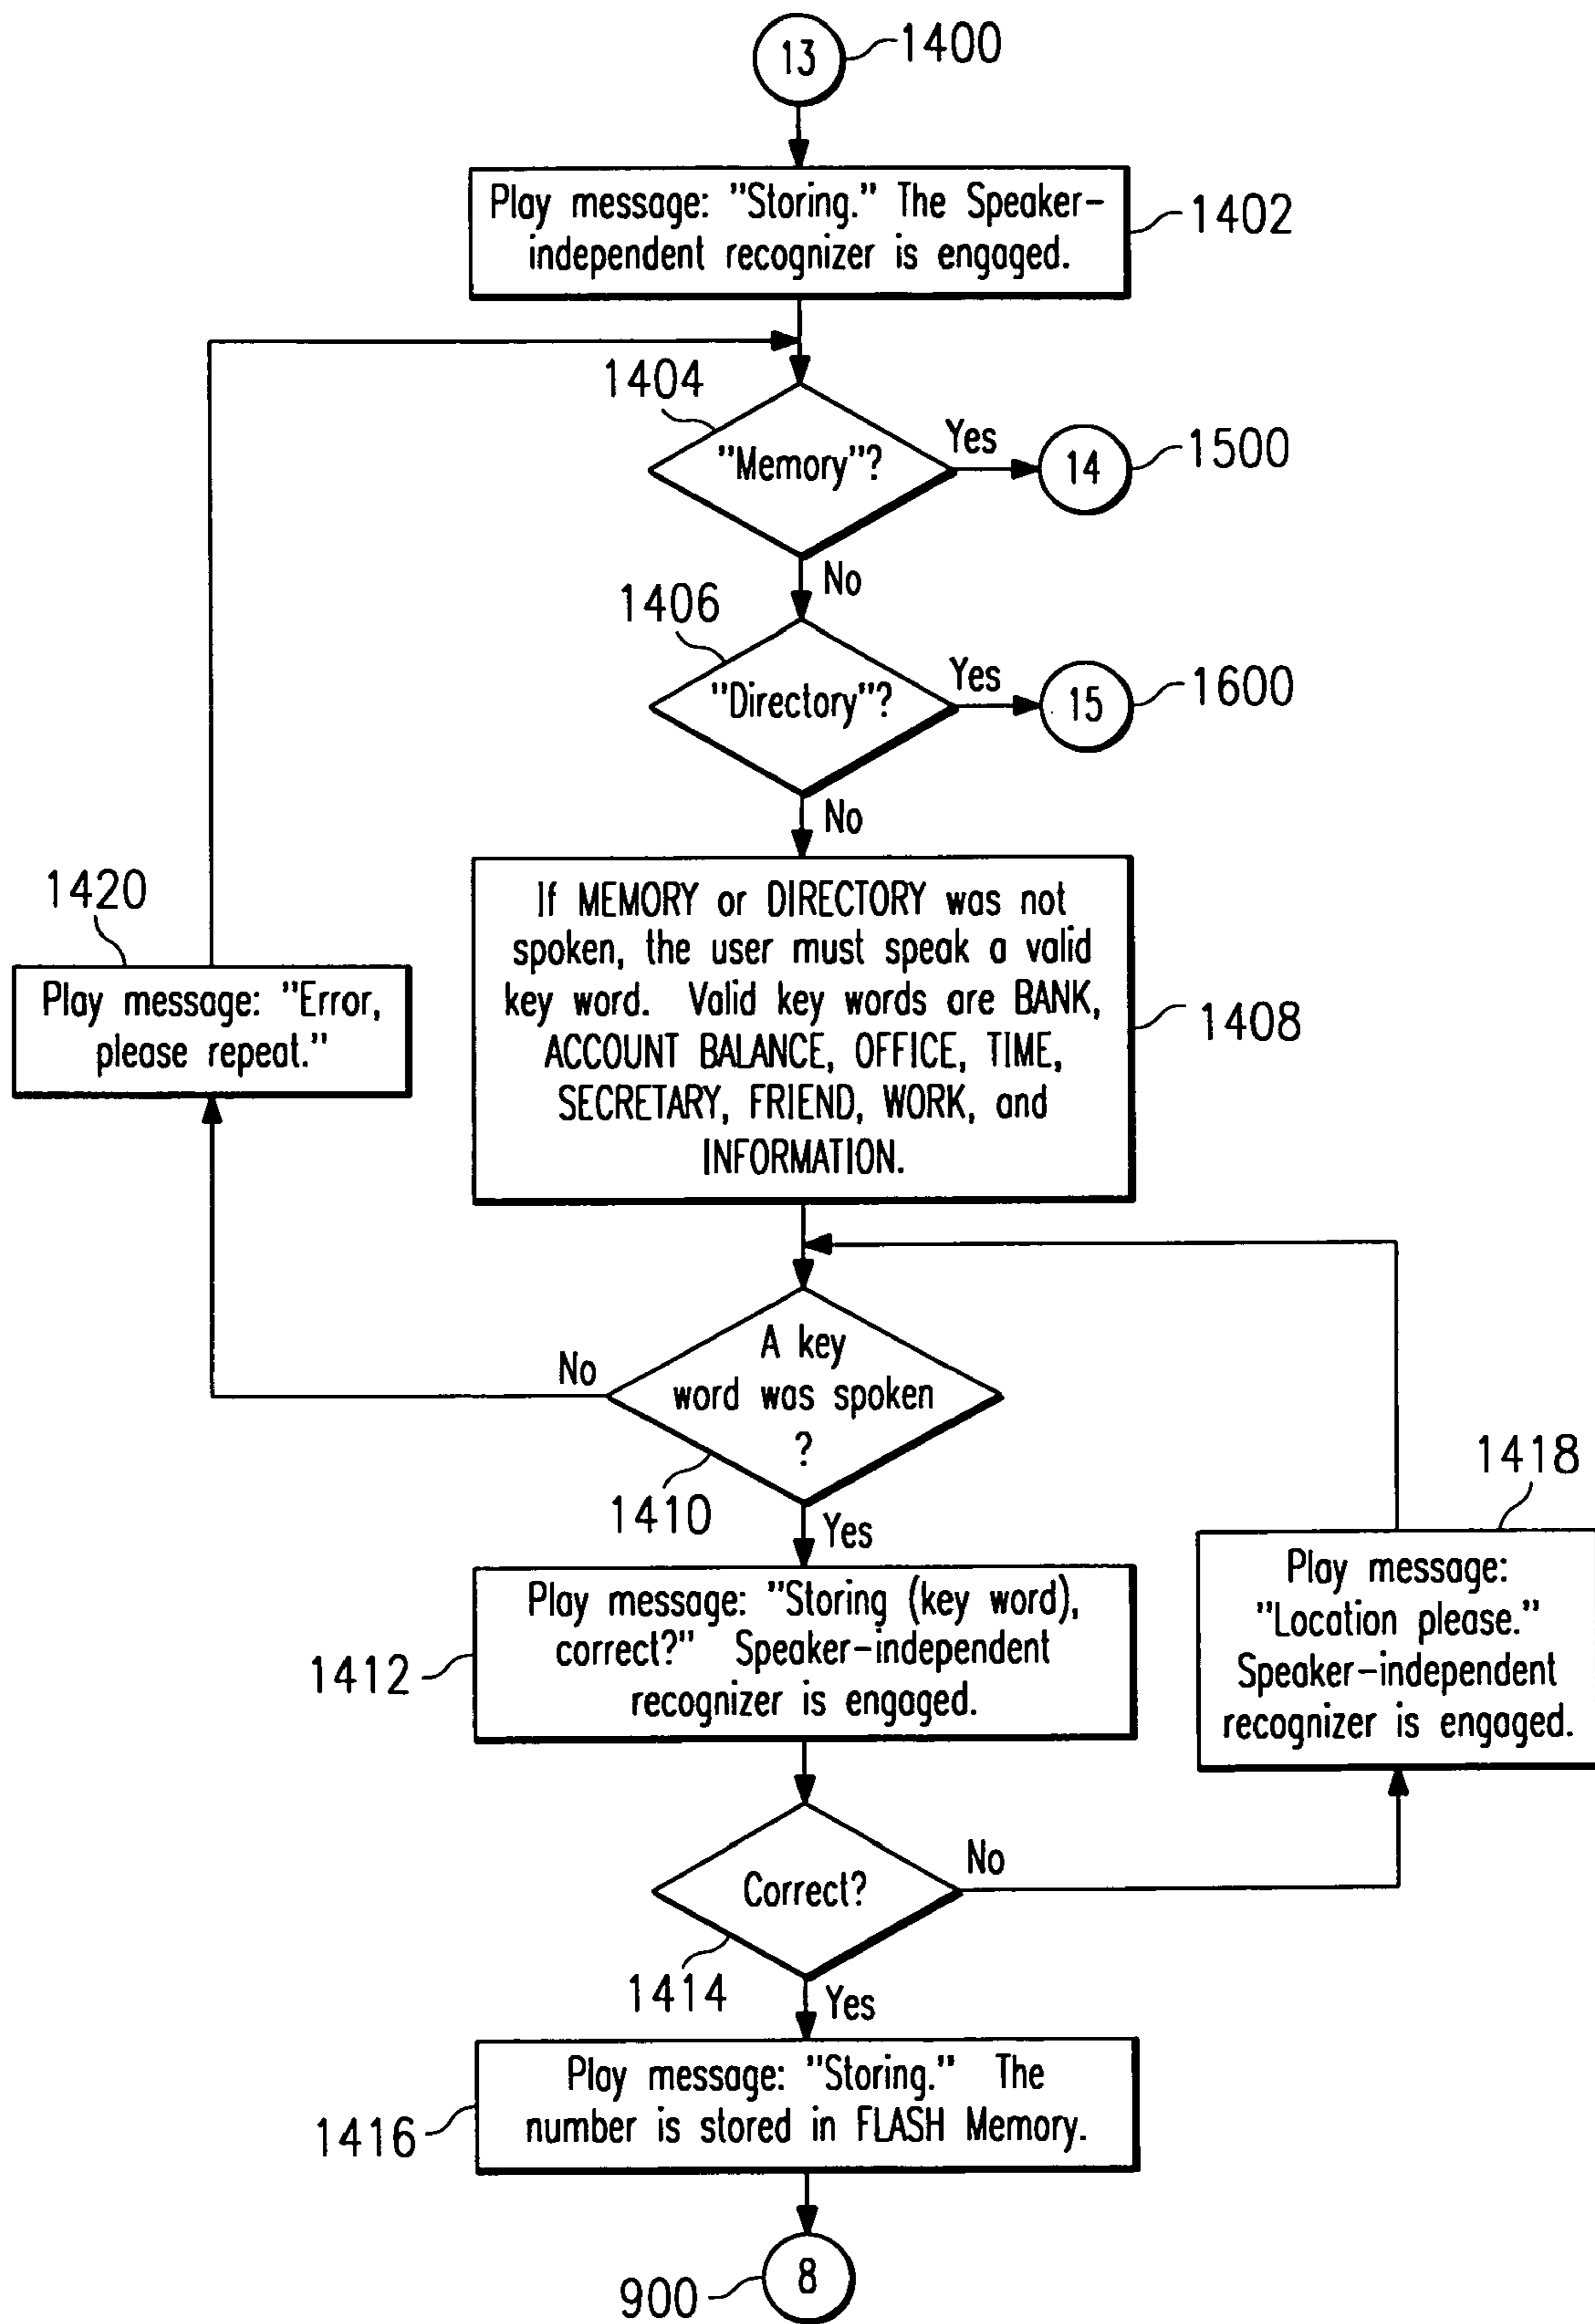 13
1400
Play message: "Storing." The Speaker-
independent recognizer is engaged.
1402
1404
"Memory"?
Yes
14
1500
No
1406
"Directory"?
Yes
15
1600
No
If MEMORY or DIRECTORY was not
spoken, the user must speak a valid
key word. Valid key words are BANK,
ACCOUNT BALANCE, OFFICE, TIME,
SECRETARY, FRIEND, WORK, and
INFORMATION.
1408
1420
Play message: "Error,
please repeat."
A key
word was spoken
?
No
1410
Yes
Play message: "Storing (key word),
correct?" Speaker-independent
recognizer is engaged.
1412
1418
Play message:
"Location please."
Speaker-independent
recognizer is engaged.
Correct?
No
1414
Yes
Play message: "Storing." The
number is stored in FLASH Memory.
1416
8
900